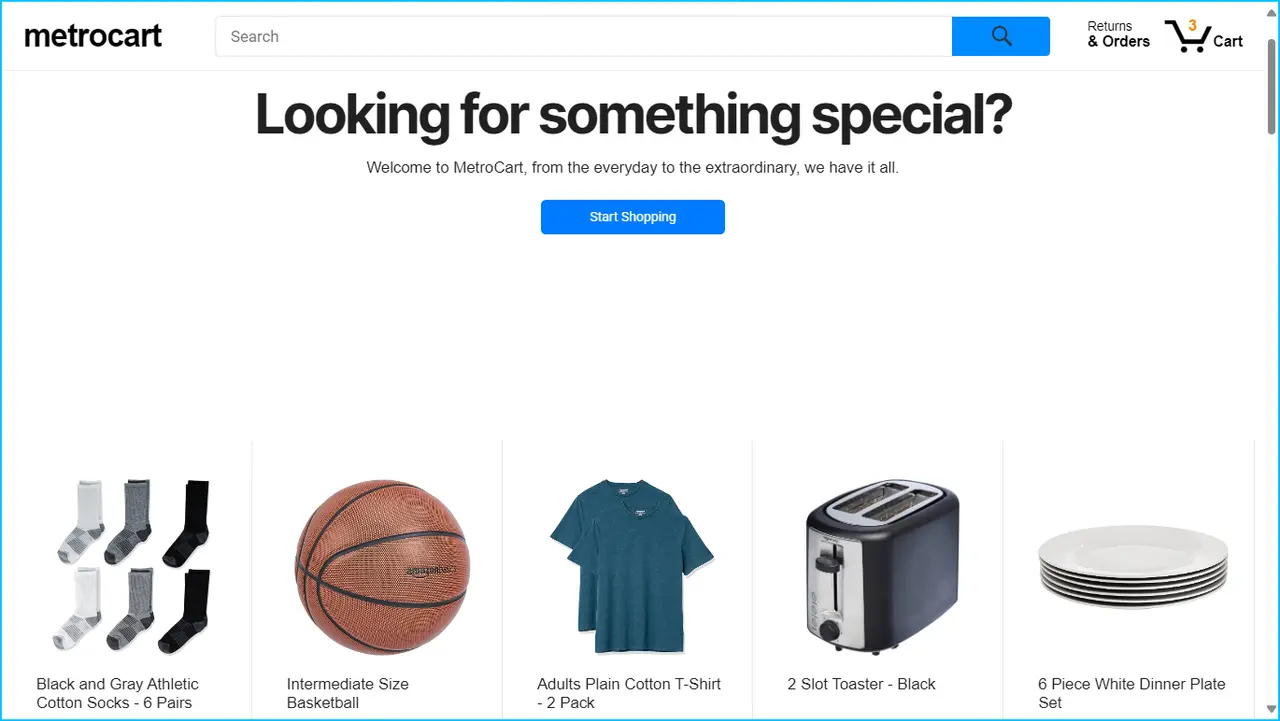 metrocart
Search
Returns
& Orders
3
Cart
Looking for something special?
Welcome to MetroCart, from the everyday to the extraordinary, we have it all.
Start Shopping
Black and Gray Athletic
Cotton Socks - 6 Pairs
Intermediate Size
Basketball
Adults Plain Cotton T-Shirt
- 2 Pack
2 Slot Toaster - Black
6 Piece White Dinner Plate
Set